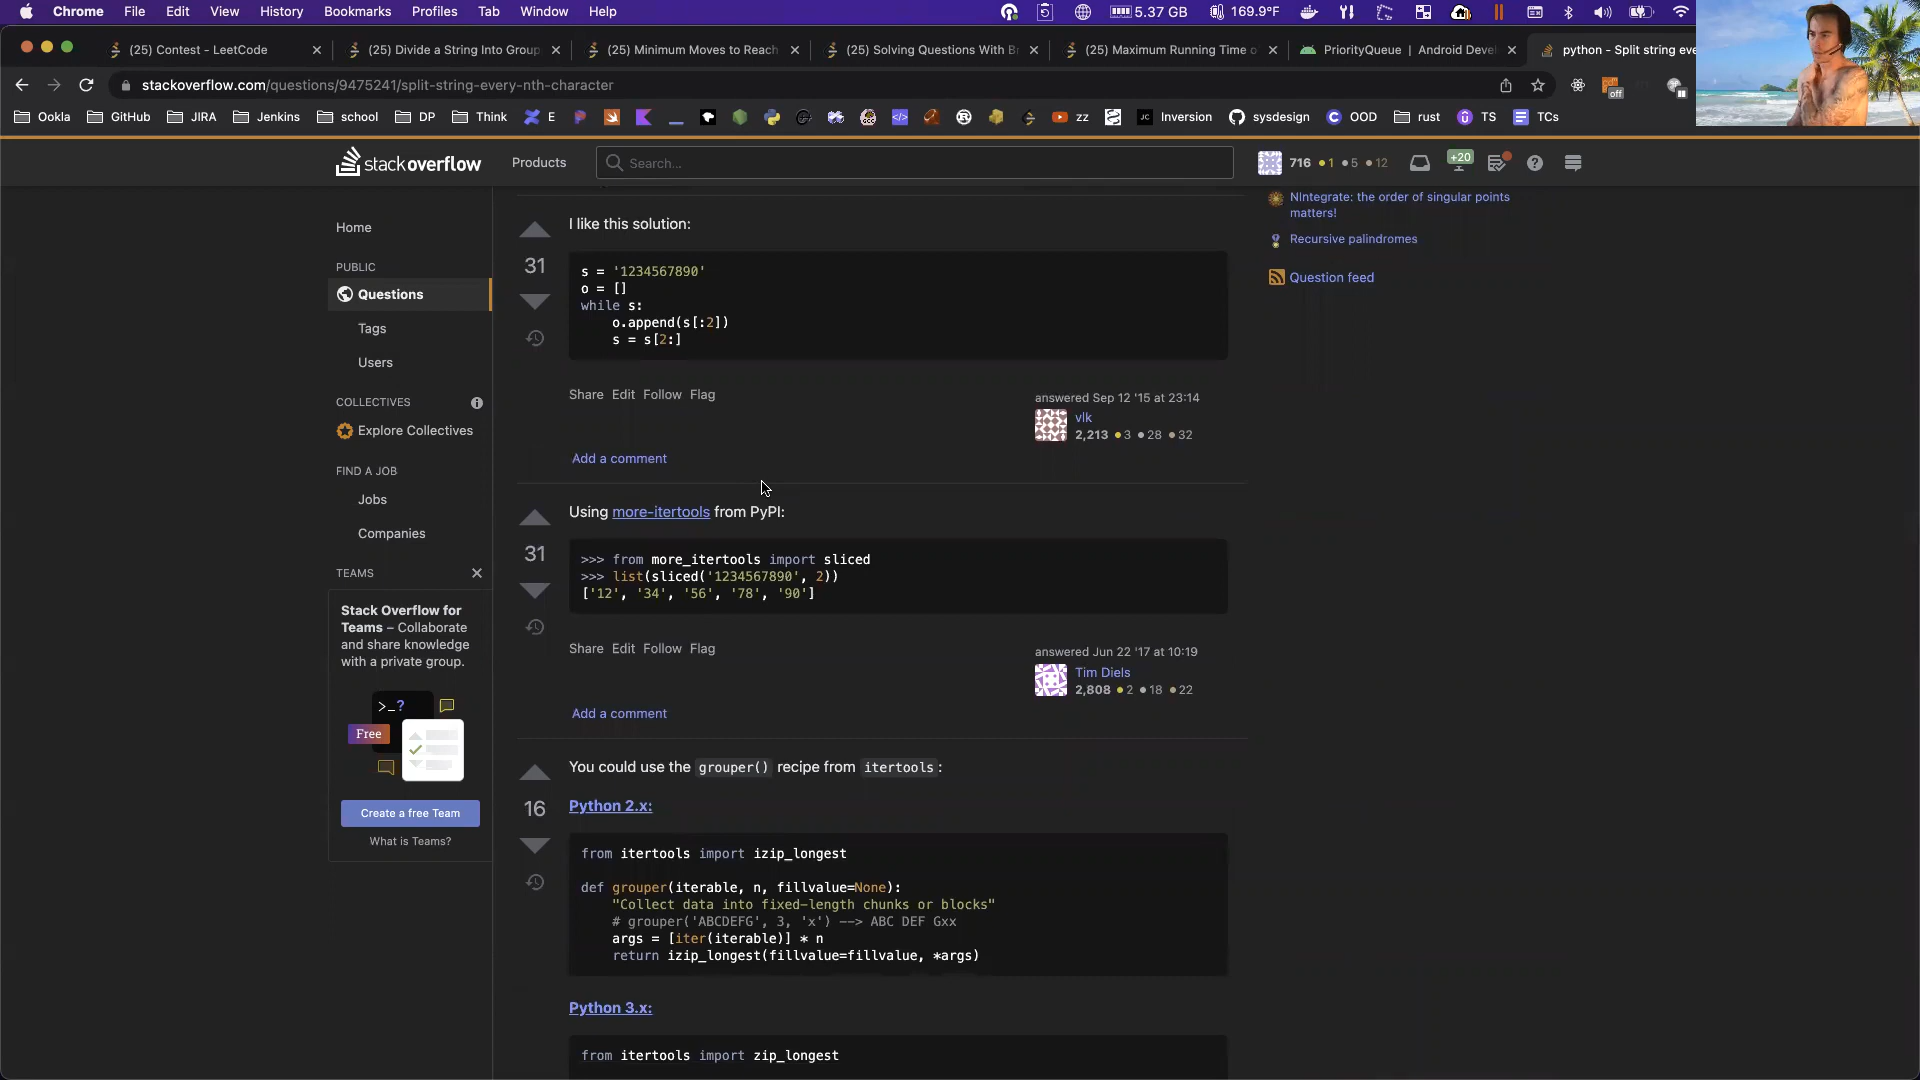 Chrome File Edit View History Bookmarks Profiles Tab Window Help 5.37 GB 169.9°F
(25) Contest - LeetCode
(25) Divide a String Into Group
(25) Minimum Moves to Reach
(25) Solving Questions With Br
(25) Maximum Running Time o
PriorityQueue | Android Devel
python - Split string eve
stackoverflow.com/questions/9475241/split-string-every-nth-character
off
Ookla GitHub JIRA Jenkins school DP Think E zz Inversion sysdesign OOD rust TS TCs
stackoverflow Products Search... 716 1 5 12 +20
Home
PUBLIC
Questions
Tags
Users
COLLECTIVES
Explore Collectives
FIND A JOB
Jobs
Companies
TEAMS
Stack Overflow for
Teams – Collaborate
and share knowledge
with a private group.
>_?
Free
Create a free Team
What is Teams?
I like this solution:
31
s = '1234567890'
o = []
while s:
    o.append(s[:2])
    s = s[2:]
Share Edit Follow Flag
answered Sep 12 '15 at 23:14
vlk
2,213 3 28 32
Add a comment
Using more-itertools from PyPI:
31
>>> from more_itertools import sliced
>>> list(sliced('1234567890', 2))
['12', '34', '56', '78', '90']
Share Edit Follow Flag
answered Jun 22 '17 at 10:19
Tim Diels
2,808 2 18 22
Add a comment
You could use the grouper() recipe from itertools:
16
Python 2.x:
from itertools import izip_longest
def grouper(iterable, n, fillvalue=None):
    "Collect data into fixed-length chunks or blocks"
    # grouper('ABCDEFG', 3, 'x') --> ABC DEF Gxx
    args = [iter(iterable)] * n
    return izip_longest(fillvalue=fillvalue, *args)
Python 3.x:
from itertools import zip_longest
NIntegrate: the order of singular points
matters!
Recursive palindromes
Question feed